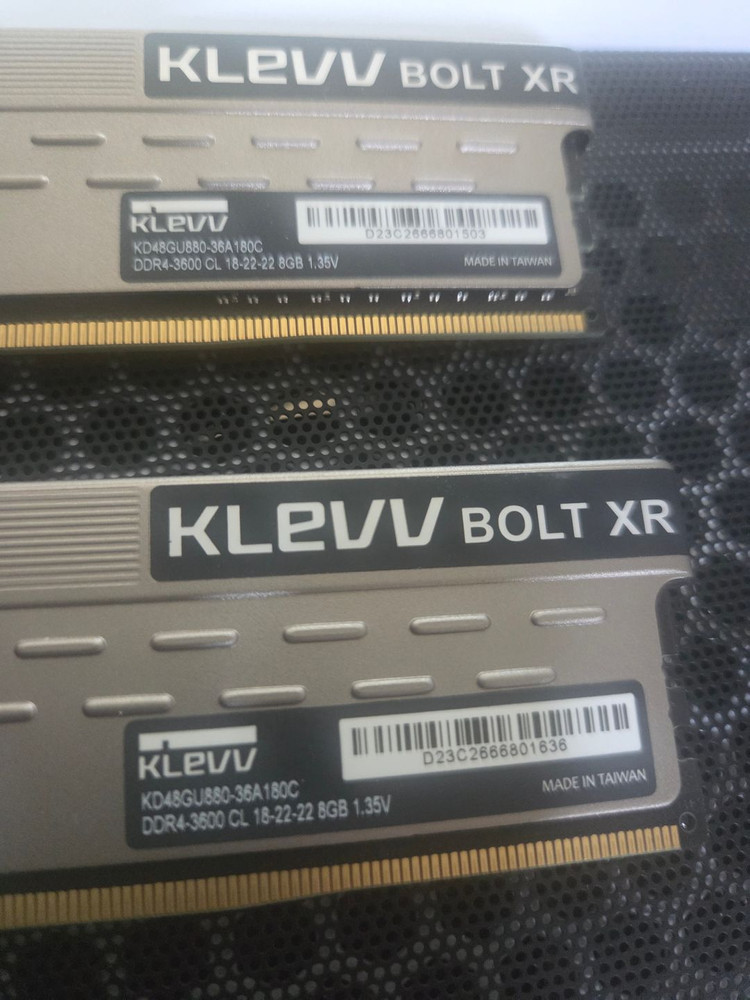 KLEVV BOLT XR
KLEVV
D23C2666801503
KD48GU880-36A180C
DDR4-3600 CL 18-22-22 8GB 1.35V
MADE IN TAIWAN
KLEVV BOLT XR
KLEVV
D23C2666801636
KD48GU880-36A180C
DDR4-3600 CL 18-22-22 8GB 1.35V
MADE IN TAIWAN